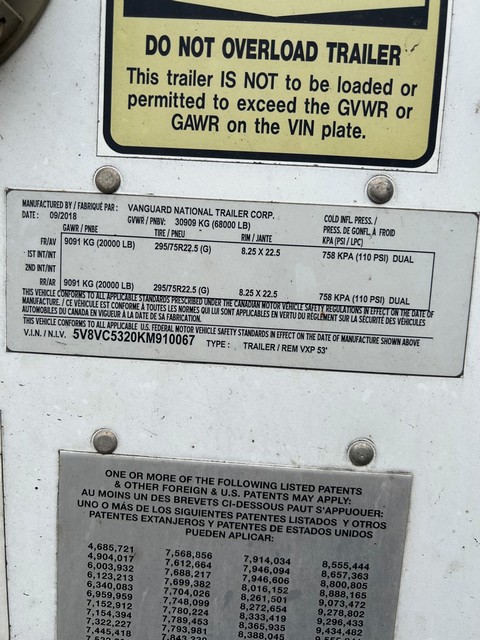 DO NOT OVERLOAD TRAILER
This trailer IS NOT to be loaded or
permitted to exceed the GVWR or
GAWR on the VIN plate.
MANUFACTURED BY / FABRIQUÉ PAR : VANGUARD NATIONAL TRAILER CORP.
DATE : 09/2018 GVWR / PNBV: 30909 KG (68000 LB)
COLD INFL. PRESS. /
PRESS. DE GONFL. À FROID
KPA (PSI / LPC)
GAWR / PNBE TIRE / PNEU RIM / JANTE
FR/AV 9091 KG (20000 LB) 295/75R22.5 (G) 8.25 X 22.5 758 KPA (110 PSI) DUAL
1ST INT/INT
2ND INT/INT
RR/AR 9091 KG (20000 LB) 295/75R22.5 (G) 8.25 X 22.5 758 KPA (110 PSI) DUAL
THIS VEHICLE CONFORMS TO ALL APPLICABLE STANDARDS PRESCRIBED UNDER THE CANADIAN MOTOR VEHICLE SAFETY REGULATIONS IN EFFECT ON THE DATE OF
MANUFACTURE. / CE VÉHICULE EST CONFORME À TOUTES LES NORMES QUI LUI SONT APPLICABLES EN VERTU DU RÈGLEMENT SUR LA SÉCURITÉ DES VÉHICULES
AUTOMOBILES DU CANADA EN VIGUEUR À LA DATE DE SA FABRICATION.
THIS VEHICLE CONFORMS TO ALL APPLICABLE U.S. FEDERAL MOTOR VEHICLE SAFETY STANDARDS IN EFFECT ON THE DATE OF MANUFACTURE SHOWN ABOVE
V.I.N. / N.I.V. 5V8VC5320KM910067 TYPE : TRAILER / REM VXP 53'
ONE OR MORE OF THE FOLLOWING LISTED PATENTS
& OTHER FOREIGN & U.S. PATENTS MAY APPLY:
AU MOINS UN DES BREVETS CI-DESSOUS PAUT S'APPUOUER:
UNO O MÁS DE LOS SIGUIENTES PATENTES LISTADOS Y OTROS
PATENTES EXTANJEROS Y PATENTES DE ESTADOS UNIDOS
PUEDEN APLICAR:
4,685,721 7,568,856 7,914,034 8,555,444
4,904,017 7,612,664 7,946,094 8,657,363
6,003,932 7,688,217 7,946,606 8,800,805
6,123,213 7,699,382 8,016,152 8,888,165
6,340,083 7,704,026 8,261,501 9,073,472
6,959,959 7,748,099 8,272,654 9,278,802
7,152,912 7,780,224 8,333,419 9,296,433
7,154,394 7,789,453 8,365,935 9,434,482
7,322,227 7,793,981 8,388,045
7,445,418